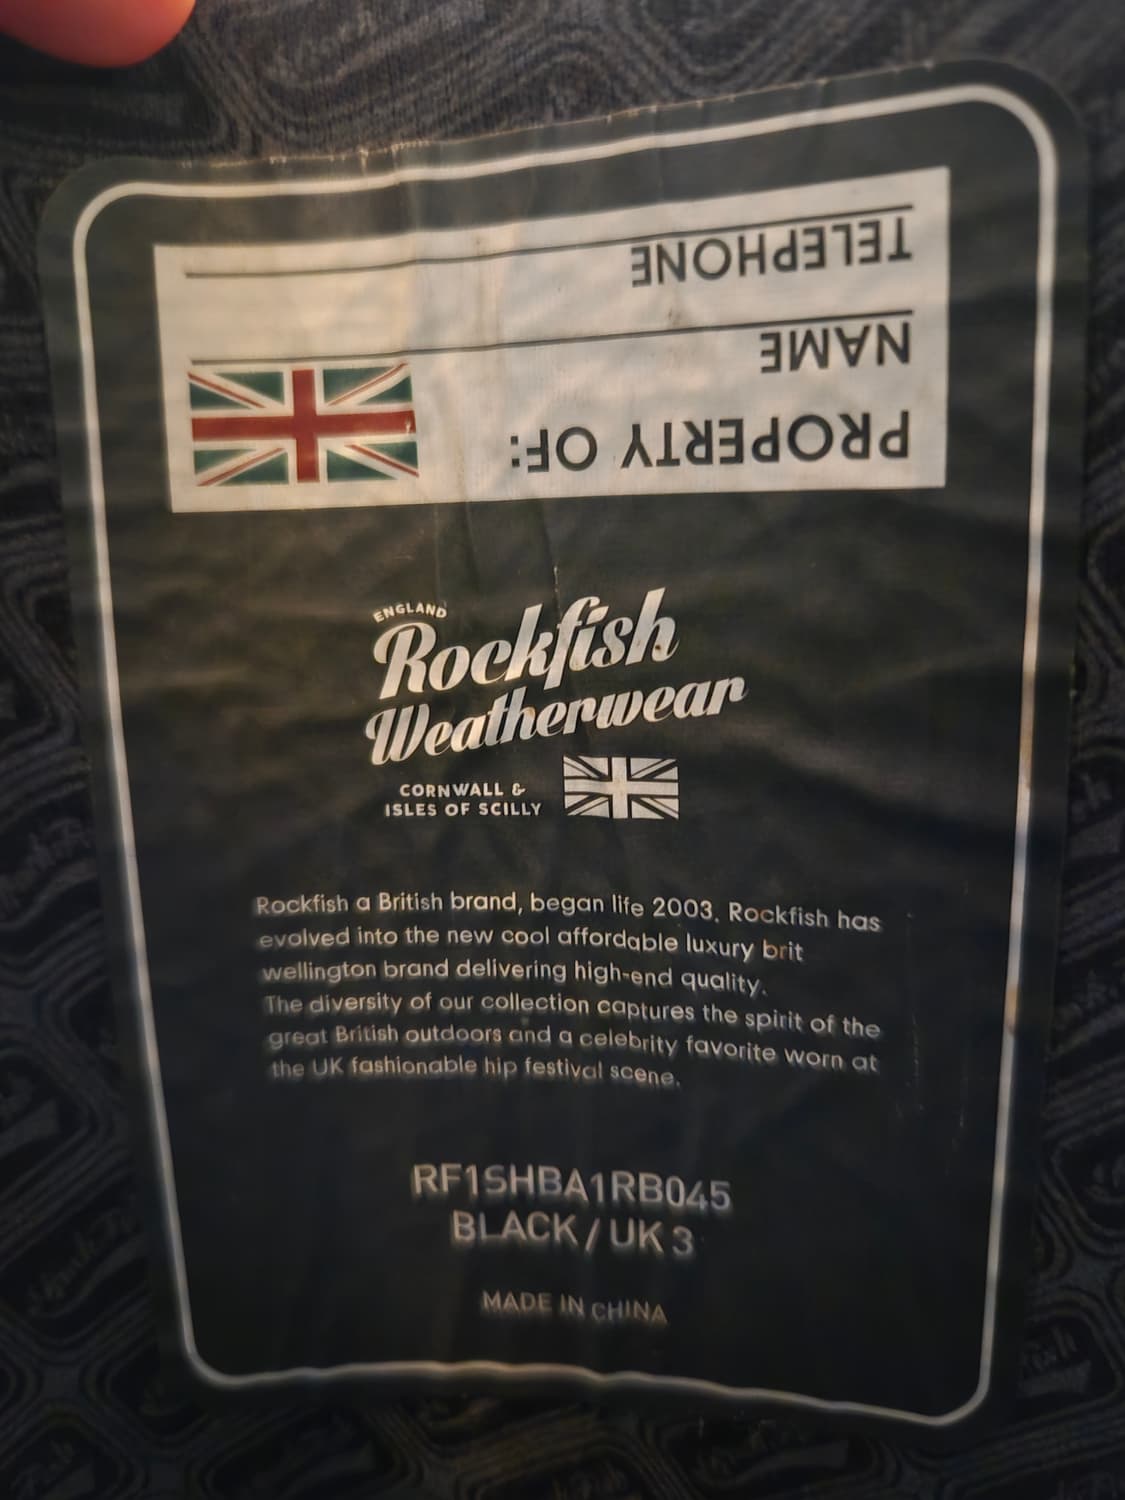 TELEPHONE
NAME
PROPERTY OF:
ENGLAND
Rockfish
Weatherwear
CORNWALL &
ISLES OF SCILLY
Rockfish a British brand, began life 2003. Rockfish has
evolved into the new cool affordable luxury brit
wellington brand delivering high-end quality.
The diversity of our collection captures the spirit of the
great British outdoors and a celebrity favorite worn at
the UK fashionable hip festival scene.
RF1SHBA1RB045
BLACK / UK 3
MADE IN CHINA